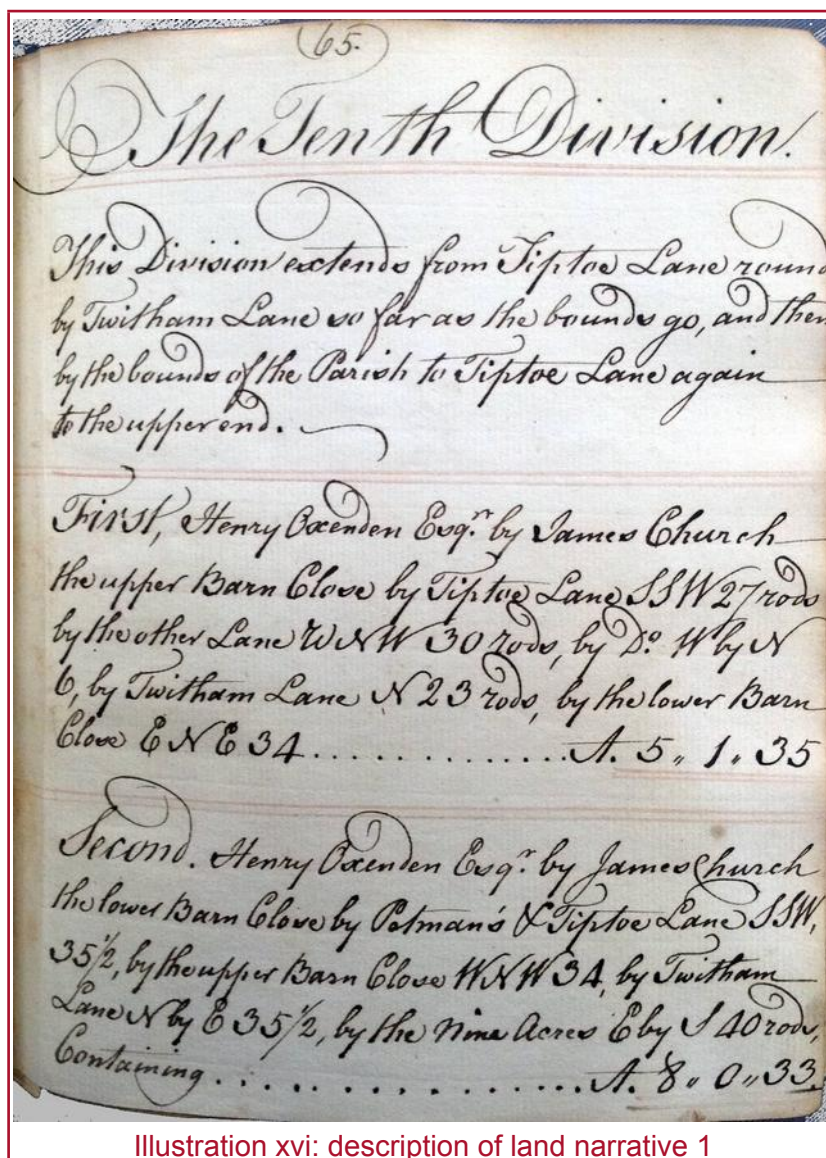 65.
The Tenth Division.
This Division extends from Tiptoe Lane round
by Twitham Lane so far as the bounds go, and then
by the bounds of the Parish to Tiptoe Lane again
to the upper end.
First, Henry Oxenden Esqr. by James Church
the upper Barn Close by Tiptoe Lane SSW 27 rods
by the other Lane WNW 30 rods, by Do. W by N
6, by Twitham Lane N 23 rods, by the lower Barn
Close ENE 34 .............. A. 5 „ 1 „ 35
Second. Henry Oxenden Esqr. by James Church
the lower Barn Close by Potman's & Tiptoe Lane SSW,
35 1/2, by the upper Barn Close WNW 34, by Twitham
Lane N by E 35 1/2, by the Nine Acres E by S 40 rods,
Containing .................. A. 8 „ 0 „ 33.
Illustration xvi: description of land narrative 1